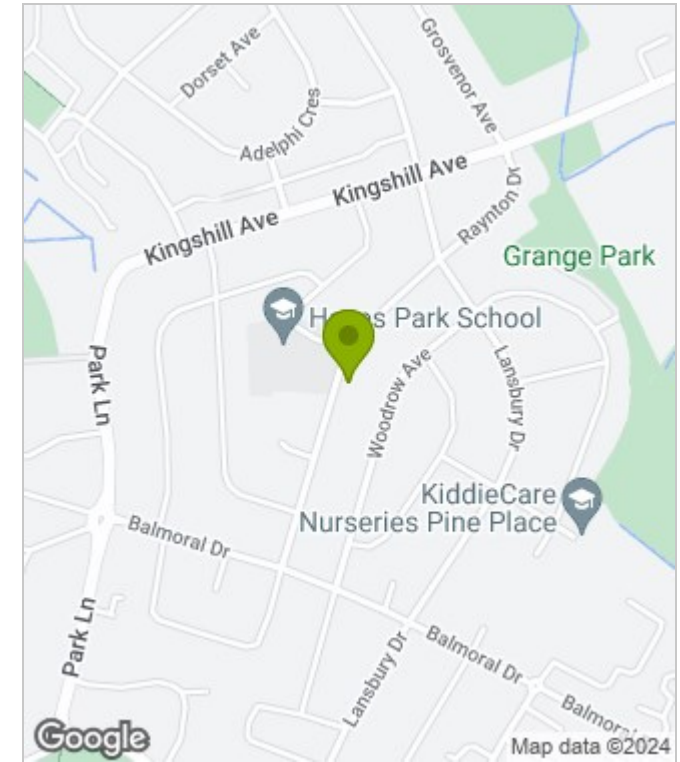 Dorset Ave
Grosvenor Ave
Adelphi Cres
Kingshill Ave
Kingshill Ave
Raynton Dr
Grange Park
Park School
Park Ln
Woodrow Ave
Lansbury Dr
KiddieCare
Nurseries Pine Place
Balmoral Dr
Park Ln
Lansbury Dr
Balmoral Dr
Google
Map data ©2024